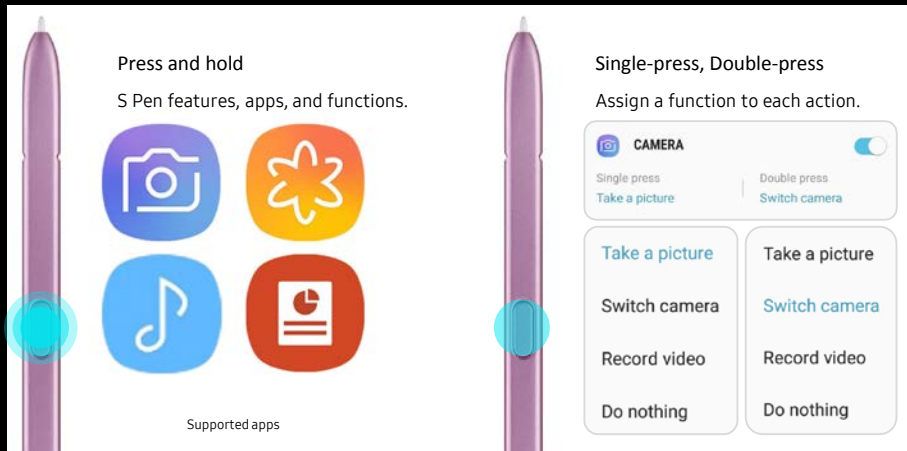 Press and hold
S Pen features, apps, and functions.
Supported apps
Single-press, Double-press
Assign a function to each action.
CAMERA
Single press
Take a picture
Double press
Switch camera
Take a picture
Switch camera
Record video
Do nothing
Take a picture
Switch camera
Record video
Do nothing